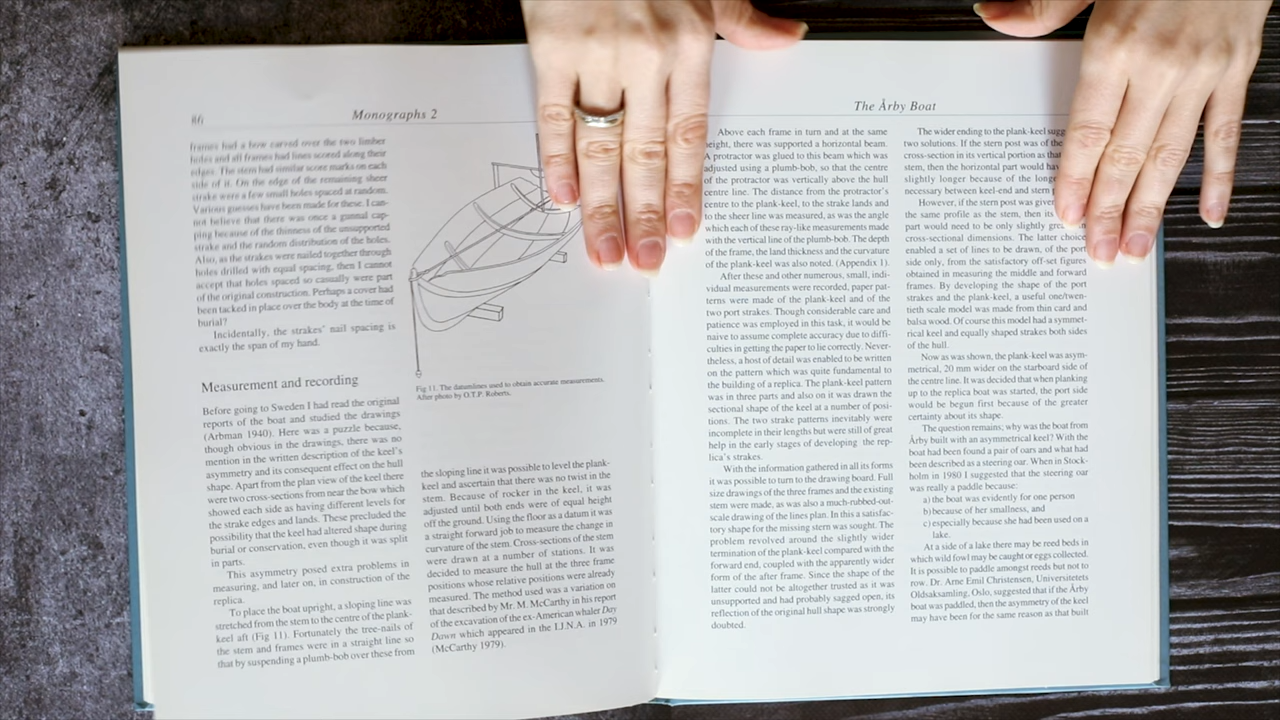 86
Monographs 2
frames had a bow carved over the two limber
holes and all frames had lines scored along their
edges. The stem had similar score marks on each
side of it. On the edge of the remaining sheer
strake were a few small holes spaced at random.
Various guesses have been made for these. I can-
not believe that there was once a gunnal cap-
ping because of the thinness of the unsupported
strake and the random distribution of the holes.
Also, as the strakes were nailed together through
holes drilled with equal spacing, then I cannot
accept that holes spaced so casually were part
of the original construction. Perhaps a cover had
been tacked in place over the body at the time of
burial?
Incidentally, the strakes' nail spacing is
exactly the span of my hand.
Measurement and recording
Before going to Sweden I had read the original
reports of the boat and studied the drawings
(Arbman 1940). Here was a puzzle because,
though obvious in the drawings, there was no
mention in the written description of the keel's
asymmetry and its consequent effect on the hull
shape. Apart from the plan view of the keel there
were two cross-sections from near the bow which
showed each side as having different levels for
the strake edges and lands. These precluded the
possibility that the keel had altered shape during
burial or conservation, even though it was split
in parts.
This asymmetry posed extra problems in
measuring, and later on, in construction of the
replica.
To place the boat upright, a sloping line was
stretched from the stem to the centre of the plank-
keel aft (Fig 11). Fortunately the tree-nails of
the stem and frames were in a straight line so
that by suspending a plumb-bob over these from
Fig 11. The datumlines used to obtain accurate measurements.
After photo by O.T.P. Roberts.
the sloping line it was possible to level the plank-
keel and ascertain that there was no twist in the
stem. Because of rocker in the keel, it was
adjusted until both ends were of equal height
off the ground. Using the floor as a datum it was
a straight forward job to measure the change in
curvature of the stem. Cross-sections of the stem
were drawn at a number of stations. It was
decided to measure the hull at the three frame
positions whose relative positions were already
measured. The method used was a variation on
that described by Mr. M. McCarthy in his report
of the excavation of the ex-American whaler Day
Dawn which appeared in the I.J.N.A. in 1979
(McCarthy 1979).
The Årby Boat
Above each frame in turn and at the same
height, there was supported a horizontal beam.
A protractor was glued to this beam which was
adjusted using a plumb-bob, so that the centre
of the protractor was vertically above the hull
centre line. The distance from the protractor's
centre to the plank-keel, to the strake lands and
to the sheer line was measured, as was the angle
which each of these ray-like measurements made
with the vertical line of the plumb-bob. The depth
of the frame, the land thickness and the curvature
of the plank-keel was also noted. (Appendix 1).
After these and other numerous, small, indi-
vidual measurements were recorded, paper pat-
terns were made of the plank-keel and of the
two port strakes. Though considerable care and
patience was employed in this task, it would be
naive to assume complete accuracy due to diffi-
culties in getting the paper to lie correctly. Never-
theless, a host of detail was enabled to be written
on the pattern which was quite fundamental to
the building of a replica. The plank-keel pattern
was in three parts and also on it was drawn the
sectional shape of the keel at a number of posi-
tions. The two strake patterns inevitably were
incomplete in their lengths but were still of great
help in the early stages of developing the rep-
lica's strakes.
With the information gathered in all its forms
it was possible to turn to the drawing board. Full
size drawings of the three frames and the existing
stem were made, as was also a much-rubbed-out-
scale drawing of the lines plan. In this a satisfac-
tory shape for the missing stern was sought. The
problem revolved around the slightly wider
termination of the plank-keel compared with the
forward end, coupled with the apparently wider
form of the after frame. Since the shape of the
latter could not be altogether trusted as it was
unsupported and had probably sagged open, its
reflection of the original hull shape was strongly
doubted.
The wider ending to the plank-keel sugg
two solutions. If the stern post was of the
cross-section in its vertical portion as that
stem, then the horizontal part would have
slightly longer because of the longe
necessary between keel-end and stern p
However, if the stern post was given
the same profile as the stem, then its
part would need to be only slightly in
cross-sectional dimensions. The latter choice
enabled a set of lines to be drawn, of the port
side only, from the satisfactory off-set figures
obtained in measuring the middle and forward
frames. By developing the shape of the port
strakes and the plank-keel, a useful one/twen-
tieth scale model was made from thin card and
balsa wood. Of course this model had a symmet-
rical keel and equally shaped strakes both sides
of the hull.
Now as was shown, the plank-keel was asym-
metrical, 20 mm wider on the starboard side of
the centre line. It was decided that when planking
up to the replica boat was started, the port side
would be begun first because of the greater
certainty about its shape.
The question remains; why was the boat from
Årby built with an asymmetrical keel? With the
boat had been found a pair of oars and what had
been described as a steering oar. When in Stock-
holm in 1980 I suggested that the steering oar
was really a paddle because:
a) the boat was evidently for one person
b) because of her smallness, and
c) especially because she had been used on a
lake.
At a side of a lake there may be reed beds in
which wild fowl may be caught or eggs collected.
It is possible to paddle amongst reeds but not to
row. Dr. Arne Emil Christensen, Universitetets
Oldsaksamling, Oslo, suggested that if the Årby
boat was paddled, then the asymmetry of the keel
may have been for the same reason as that built